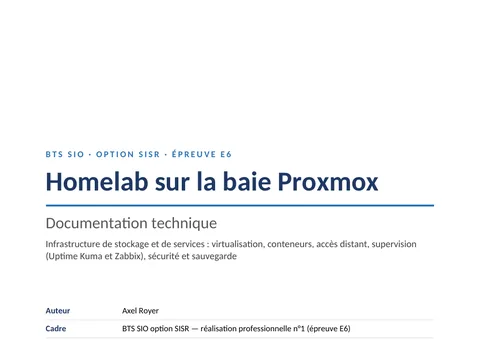 BTS SIO · OPTION SISR · ÉPREUVE E6
Homelab sur la baie Proxmox
Documentation technique
Infrastructure de stockage et de services : virtualisation, conteneurs, accès distant, supervision
(Uptime Kuma et Zabbix), sécurité et sauvegarde
Auteur Axel Royer
Cadre BTS SIO option SISR — réalisation professionnelle n°1 (épreuve E6)